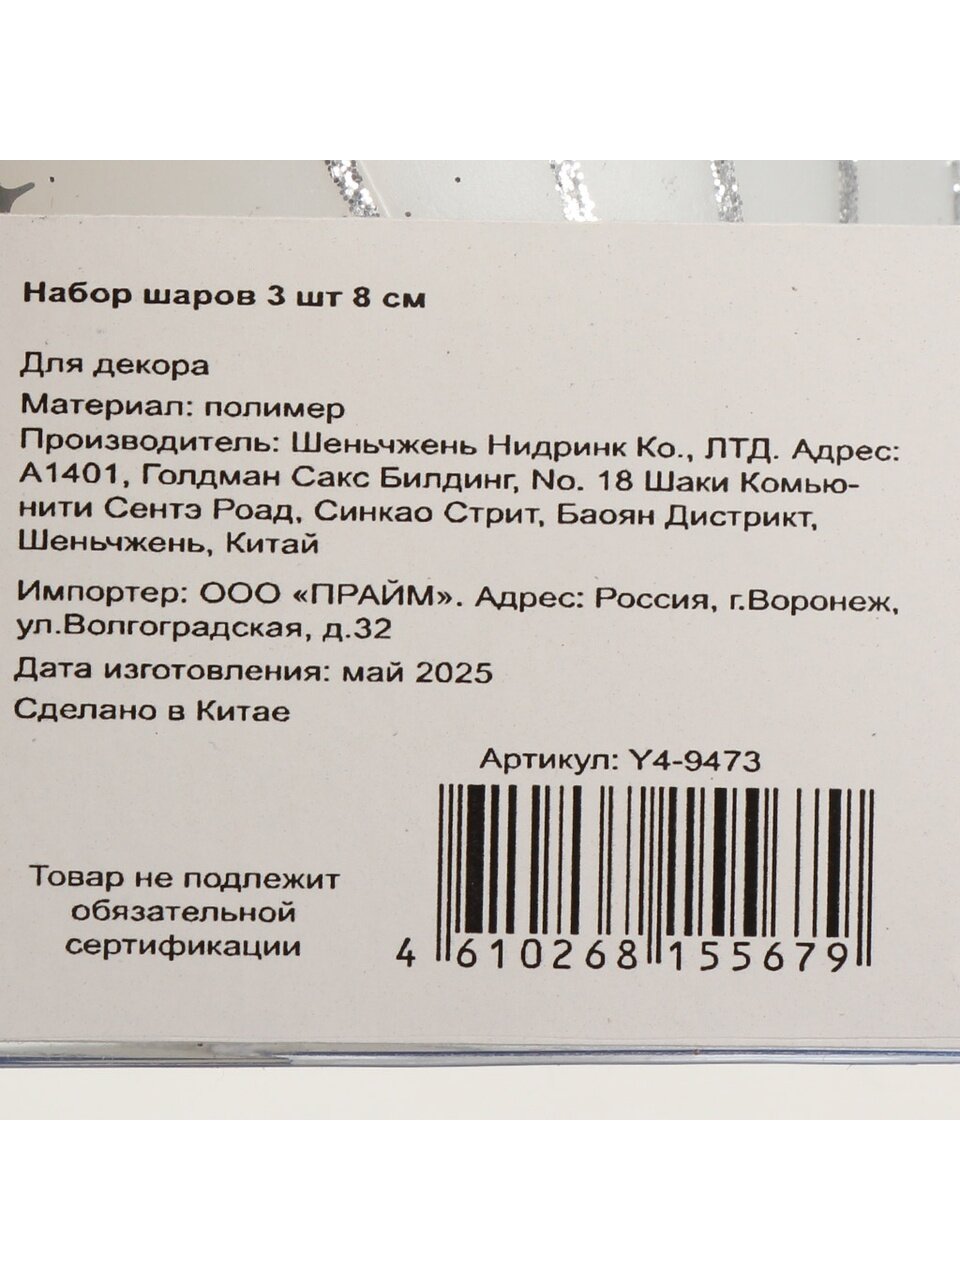 Набор шаров 3 шт 8 см
Для декора
Материал: полимер
Производитель: Шеньчжень Нидринк Ко., ЛТД. Адрес:
А1401, Голдман Сакс Билдинг, No. 18 Шаки Комью-
нити Сентэ Роад, Синкао Стрит, Баоян Дистрикт,
Шеньчжень, Китай
Импортер: ООО «ПРАЙМ». Адрес: Россия, г.Воронеж,
ул.Волгоградская, д.32
Дата изготовления: май 2025
Сделано в Китае
Артикул: Y4-9473
Товар не подлежит
обязательной
сертификации
4 610268 155679